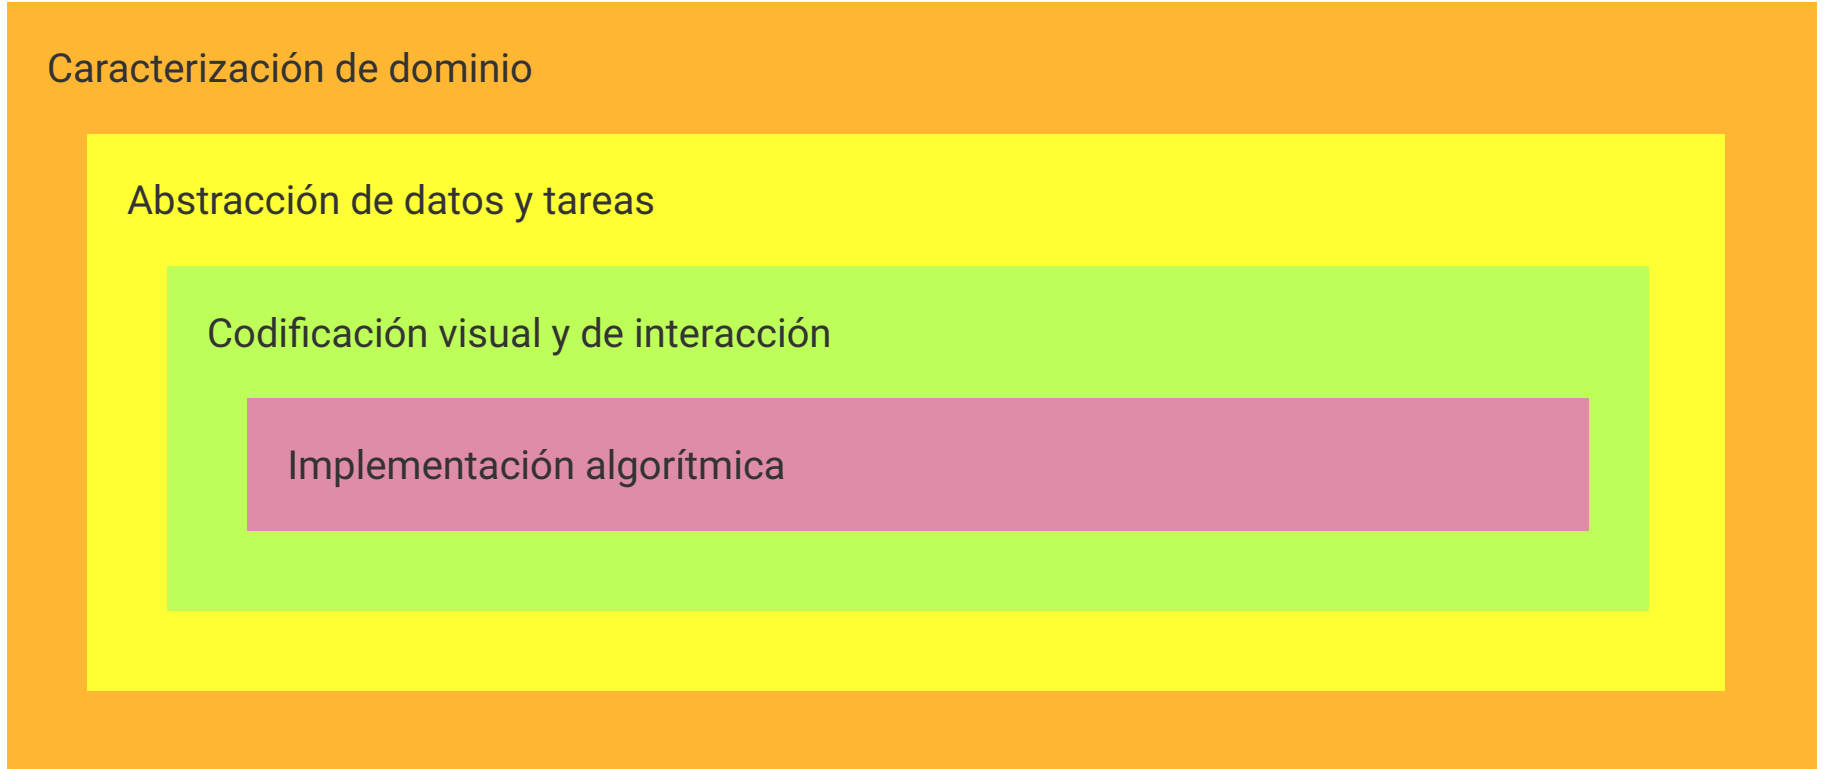 Caracterización de dominio
Abstracción de datos y tareas
Codificación visual y de interacción
Implementación algorítmica